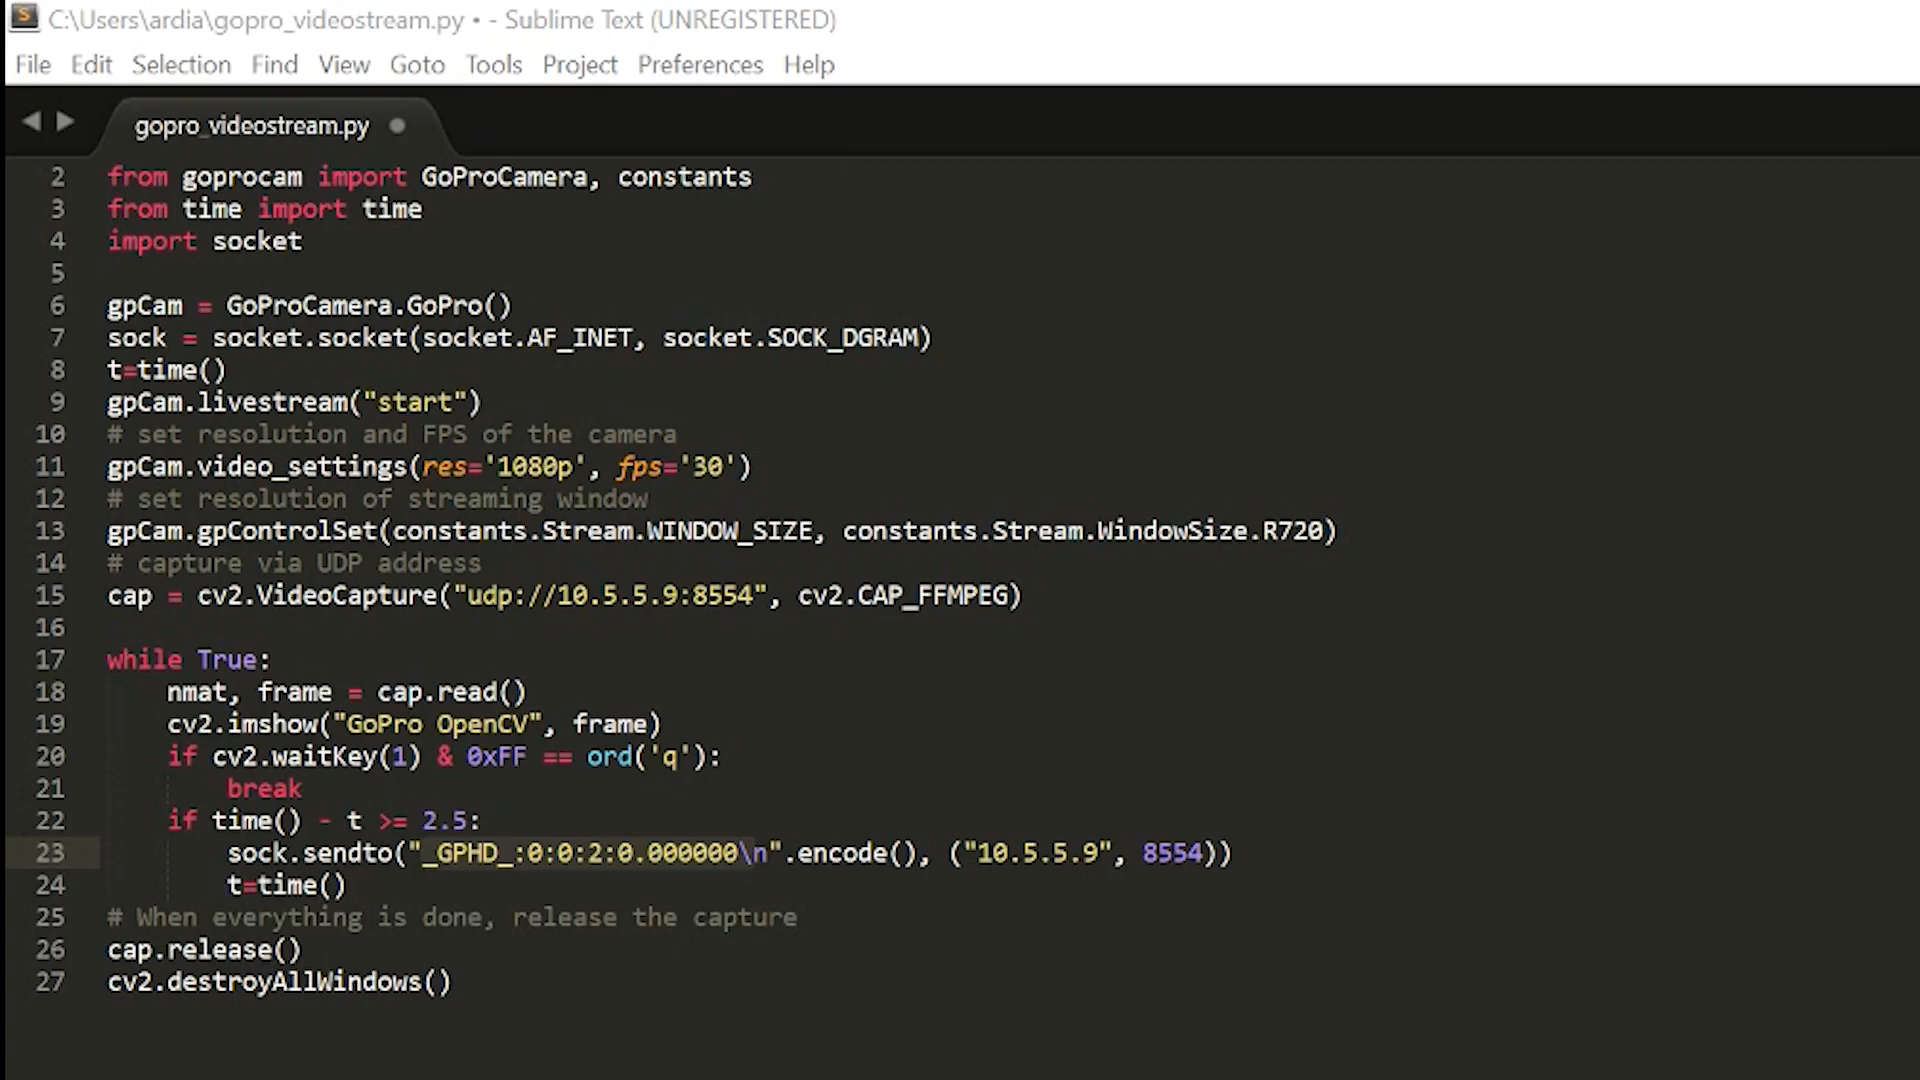 C:\Users\ardia\gopro_videostream.py • - Sublime Text (UNREGISTERED)
File Edit Selection Find View Goto Tools Project Preferences Help
gopro_videostream.py
2 from goprocam import GoProCamera, constants
3 from time import time
4 import socket
5
6 gpCam = GoProCamera.GoPro()
7 sock = socket.socket(socket.AF_INET, socket.SOCK_DGRAM)
8 t=time()
9 gpCam.livestream("start")
10 # set resolution and FPS of the camera
11 gpCam.video_settings(res='1080p', fps='30')
12 # set resolution of streaming window
13 gpCam.gpControlSet(constants.Stream.WINDOW_SIZE, constants.Stream.WindowSize.R720)
14 # capture via UDP address
15 cap = cv2.VideoCapture("udp://10.5.5.9:8554", cv2.CAP_FFMPEG)
16
17 while True:
18     nmat, frame = cap.read()
19     cv2.imshow("GoPro OpenCV", frame)
20     if cv2.waitKey(1) & 0xFF == ord('q'):
21         break
22     if time() - t >= 2.5:
23         sock.sendto("_GPHD_:0:0:2:0.000000\n".encode(), ("10.5.5.9", 8554))
24         t=time()
25 # When everything is done, release the capture
26 cap.release()
27 cv2.destroyAllWindows()